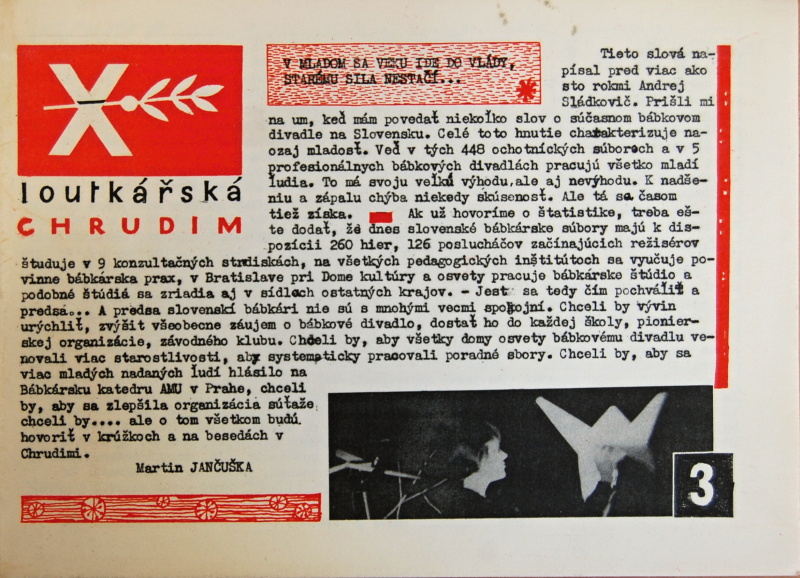 X
loutkářská
CHRUDIM
V MLADOM SA VEKU IDE DO VLÁDY,
STARÉMU SILA NESTAČÍ...
Tieto slová na-
písal pred viac ako
sto rokmi Andrej
Sládkovič. Prišli mi
na um, keď mám povedať niekoľko slov o súčasnom bábkovom
divadle na Slovensku. Celé toto hnutie charakterizuje na-
ozaj mladosť. Veď v tých 448 ochotníckych súboroch a v 5
profesionálnych bábkových divadlách pracujú všetko mladí
ľudia. To má svoju veľkú výhodu,ale aj nevýhodu. K nadše-
niu a zápalu chýba niekedy skúsenosť. Ale tá sa časom
tiež získa. Ak už hovoríme o štatistike, treba eš-
te dodať, že dnes slovenské bábkárske súbory majú k dis-
pozícii 260 hier, 126 poslucháčov začínajúcich režisérov
študuje v 9 konzultačných strediskách, na všetkých pedagogických inštitútoch sa vyučuje po-
vinne bábkárska prax, v Bratislave pri Dome kultúry a osvety pracuje bábkárske štúdio a
podobné štúdiá sa zriadia aj v sídlech ostatných krajov. - Jest sa tedy čím pochváliť a
predsa... A predsa slovenskí bábkári nie sú s mnohými vecmi spokojní. Chceli by vývin
urýchliť, zvýšiť všeobecne záujem o bábkové divadlo, dostať ho do každej školy, pionier-
skej organizácie, závodného klubu. Chceli by, aby všetky domy osvety bábkovému divadlu ve-
novali viac starostlivosti, aby systematicky pracovali poradné sbory. Chceli by, aby sa
viac mladých nadaných ľudí hlásilo na
Bábkársku katedru AMU v Prahe, chceli
by, aby sa zlepšila organizácia súťaže
chceli by.... ale o tom všetkom budú
hovoriť v krúžkoch a na besedách v
Chrudimi.
Martin JANČUŠKA
3